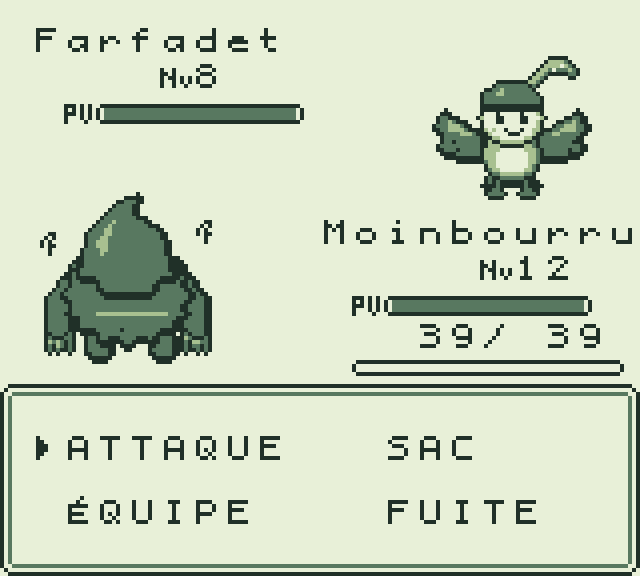 Farfadet
Nv8
PV
Moinbourru
Nv12
PV
39/ 39
ATTAQUE SAC
ÉQUIPE FUITE